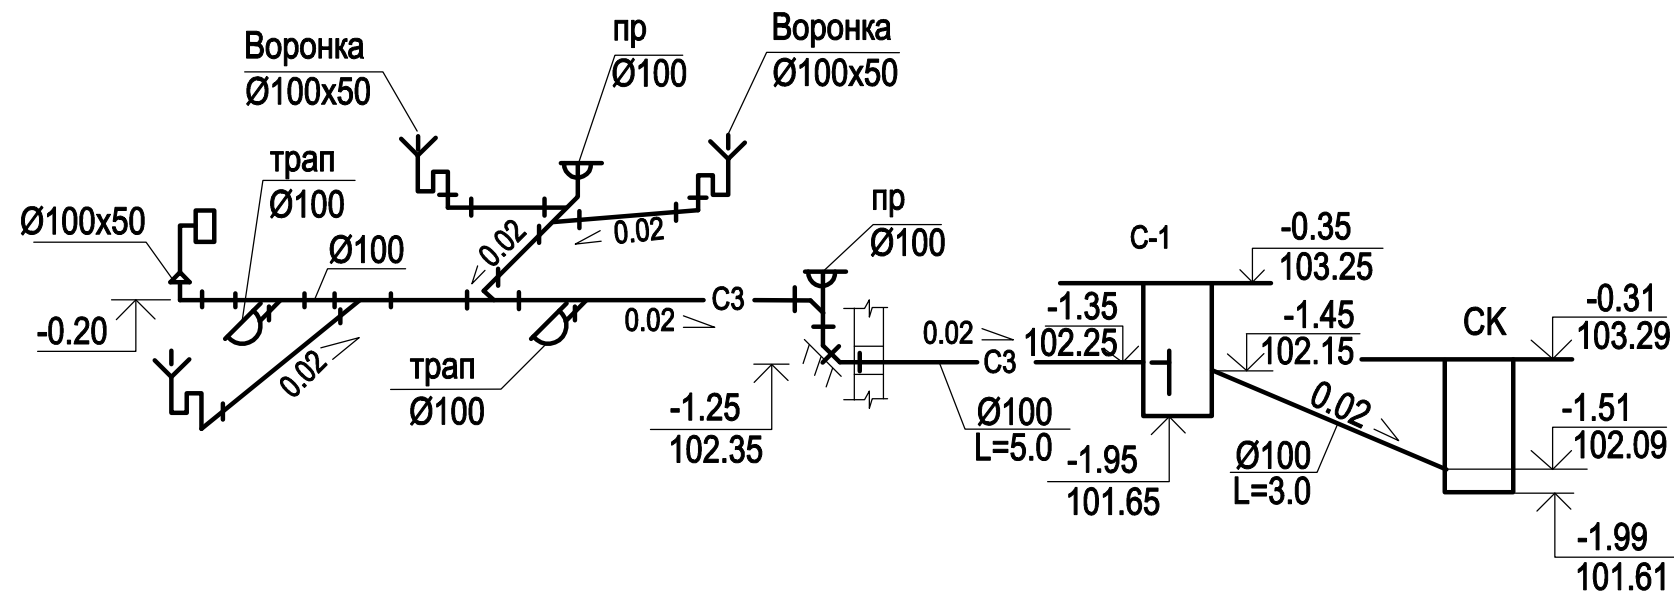 Воронка
Ø100x50
пр
Ø100
Воронка
Ø100x50
трап
Ø100
Ø100x50
Ø100
-0.20
0.02
0.02
0.02
трап
Ø100
0.02
С3
пр
Ø100
-1.25
102.35
0.02
С3
Ø100
L=5.0
С-1
-0.35
103.25
-1.35
102.25
-1.45
102.15
-1.95
101.65
0.02
Ø100
L=3.0
СК
-0.31
103.29
-1.51
102.09
-1.99
101.61